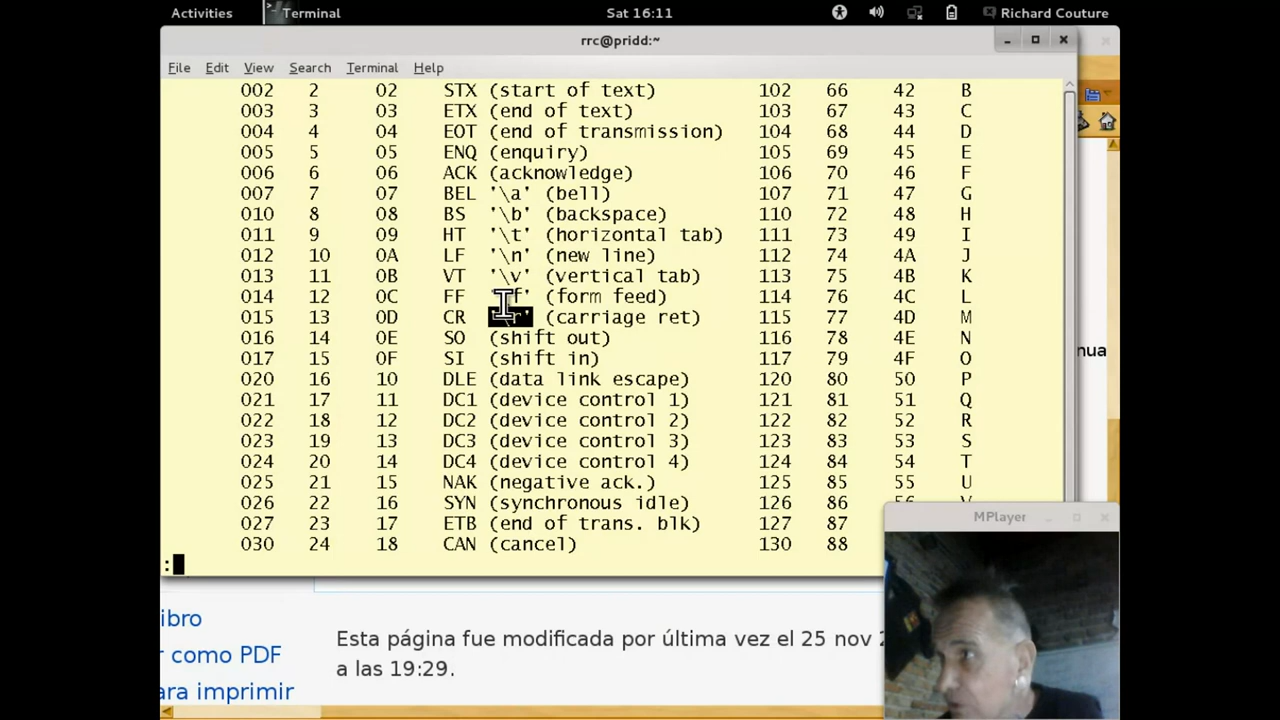 Activities Terminal Sat 16:11 Richard Couture
rrc@pridd:~
File Edit View Search Terminal Help
002 2 02 STX (start of text) 102 66 42 B
003 3 03 ETX (end of text) 103 67 43 C
004 4 04 EOT (end of transmission) 104 68 44 D
005 5 05 ENQ (enquiry) 105 69 45 E
006 6 06 ACK (acknowledge) 106 70 46 F
007 7 07 BEL '\a' (bell) 107 71 47 G
010 8 08 BS '\b' (backspace) 110 72 48 H
011 9 09 HT '\t' (horizontal tab) 111 73 49 I
012 10 0A LF '\n' (new line) 112 74 4A J
013 11 0B VT '\v' (vertical tab) 113 75 4B K
014 12 0C FF '\f' (form feed) 114 76 4C L
015 13 0D CR '\r' (carriage ret) 115 77 4D M
016 14 0E SO (shift out) 116 78 4E N
017 15 0F SI (shift in) 117 79 4F O
020 16 10 DLE (data link escape) 120 80 50 P
021 17 11 DC1 (device control 1) 121 81 51 Q
022 18 12 DC2 (device control 2) 122 82 52 R
023 19 13 DC3 (device control 3) 123 83 53 S
024 20 14 DC4 (device control 4) 124 84 54 T
025 21 15 NAK (negative ack.) 125 85 55 U
026 22 16 SYN (synchronous idle) 126 86
027 23 17 ETB (end of trans. blk) 127 87
030 24 18 CAN (cancel) 130 88
:
nua
MPlayer
ibro
r como PDF
ara imprimir
Esta página fue modificada por última vez el 25 nov
a las 19:29.